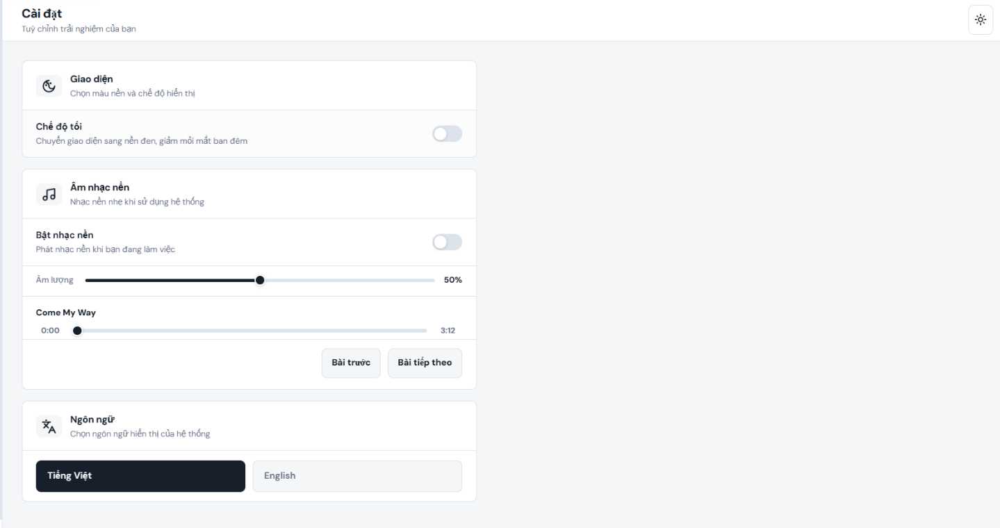 Cài đặt
Tuỳ chỉnh trải nghiệm của bạn
Giao diện
Chọn màu nền và chế độ hiển thị
Chế độ tối
Chuyển giao diện sang nền đen, giảm mỏi mắt ban đêm
Âm nhạc nền
Nhạc nền nhẹ khi sử dụng hệ thống
Bật nhạc nền
Phát nhạc nền khi bạn đang làm việc
Âm lượng 50%
Come My Way
0:00 3:12
Bài trước Bài tiếp theo
Ngôn ngữ
Chọn ngôn ngữ hiển thị của hệ thống
Tiếng Việt English